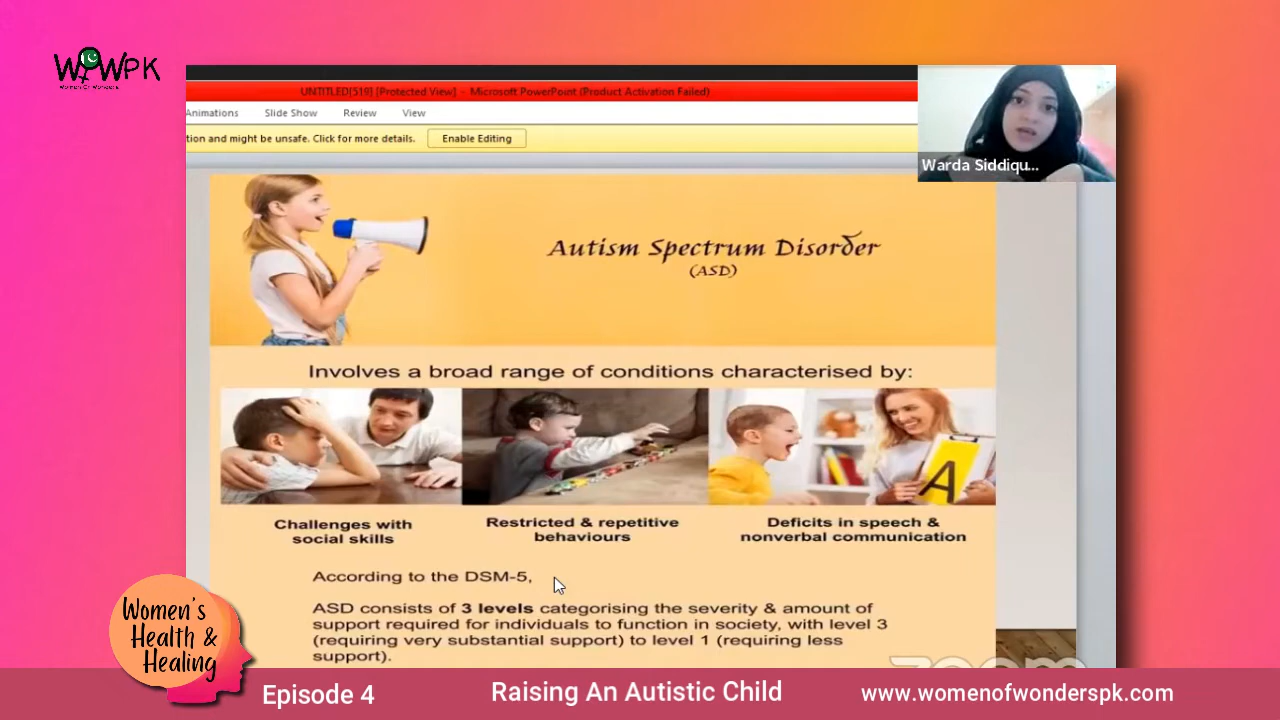 WOWPK
Women Of Wonders
UNTITLED[519] [Protected View] - Microsoft PowerPoint (Product Activation Failed)
Animations Slide Show Review View
tion and might be unsafe. Click for more details. Enable Editing
Warda Siddiqu...
Autism Spectrum Disorder
(ASD)
Involves a broad range of conditions characterised by:
A
Challenges with
social skills
Restricted & repetitive
behaviours
Deficits in speech &
nonverbal communication
According to the DSM-5,
ASD consists of 3 levels categorising the severity & amount of
support required for individuals to function in society, with level 3
(requiring very substantial support) to level 1 (requiring less
support).
zoom
Women's
Health &
Healing
Episode 4
Raising An Autistic Child
www.womenofwonderspk.com